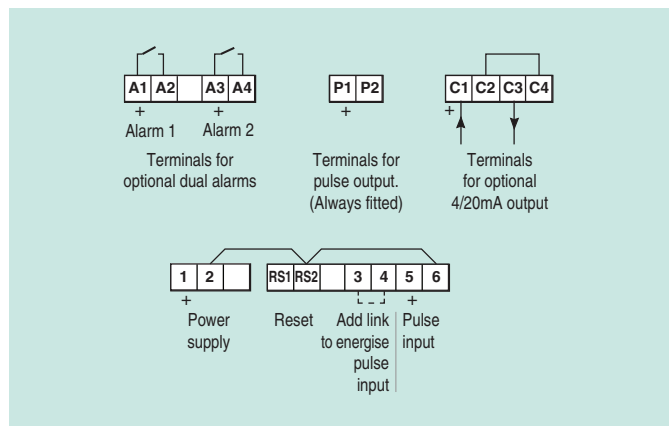 A1 A2 A3 A4
+ +
Alarm 1 Alarm 2
Terminals for
optional dual alarms
P1 P2
+
Terminals for
pulse output.
(Always fitted)
C1 C2 C3 C4
+
Terminals
for optional
4/20mA output
1 2
+
Power
supply
RS1 RS2 3 4 5 6
+
Reset
Add link
to energise
pulse
input
Pulse
input